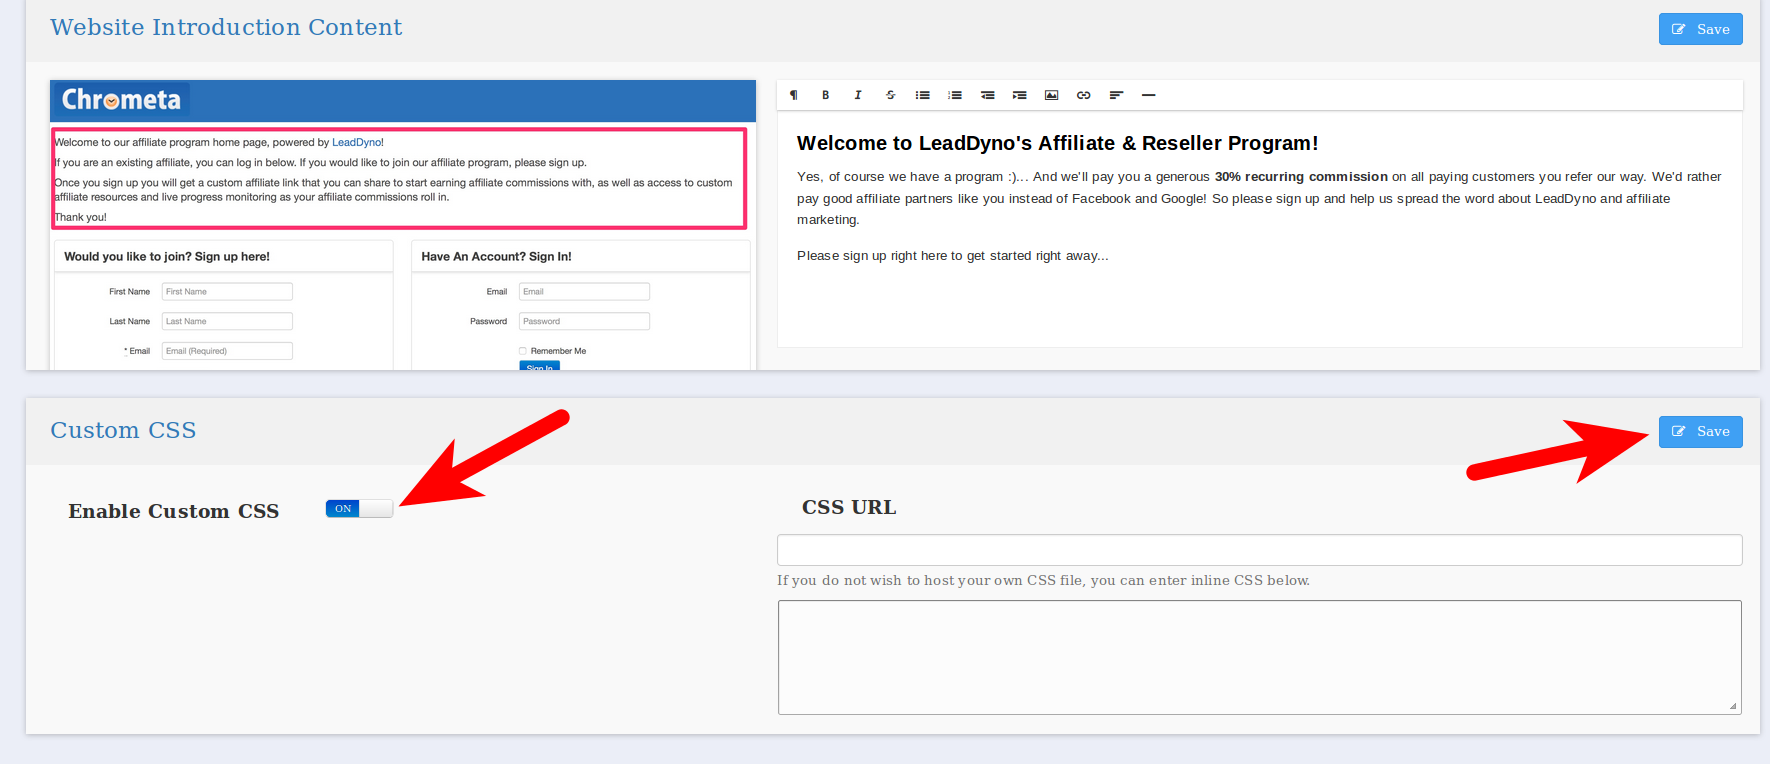 Website Introduction Content
Save
Chrometa
Welcome to our affiliate program home page, powered by LeadDyno!
If you are an existing affiliate, you can log in below. If you would like to join our affiliate program, please sign up.
Once you sign up you will get a custom affiliate link that you can share to start earning affiliate commissions with, as well as access to custom
affiliate resources and live progress monitoring as your affiliate commissions roll in.
Thank you!
Would you like to join? Sign up here!
First Name First Name
Last Name Last Name
* Email Email (Required)
Have An Account? Sign In!
Email Email
Password Password
Remember Me
Sign In
Welcome to LeadDyno's Affiliate & Reseller Program!
Yes, of course we have a program :)... And we'll pay you a generous 30% recurring commission on all paying customers you refer our way. We'd rather
pay good affiliate partners like you instead of Facebook and Google! So please sign up and help us spread the word about LeadDyno and affiliate
marketing.
Please sign up right here to get started right away...
Custom CSS
Save
Enable Custom CSS ON
CSS URL
If you do not wish to host your own CSS file, you can enter inline CSS below.